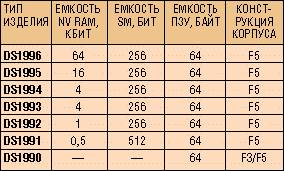 ТИП ИЗДЕЛИЯ	ЕМКОСТЬ NV RAM, КБИТ	ЕМКОСТЬ SM, БИТ	ЕМКОСТЬ ПЗУ, БАЙТ	КОНСТ-РУКЦИЯ КОРПУСА
DS1996	64	256	64	F5
DS1995	16	256	64	F5
DS1994	4	256	64	F5
DS1993	4	256	64	F5
DS1992	1	256	64	F5
DS1991	0,5	512	64	F5
DS1990	—	—	64	F3/F5